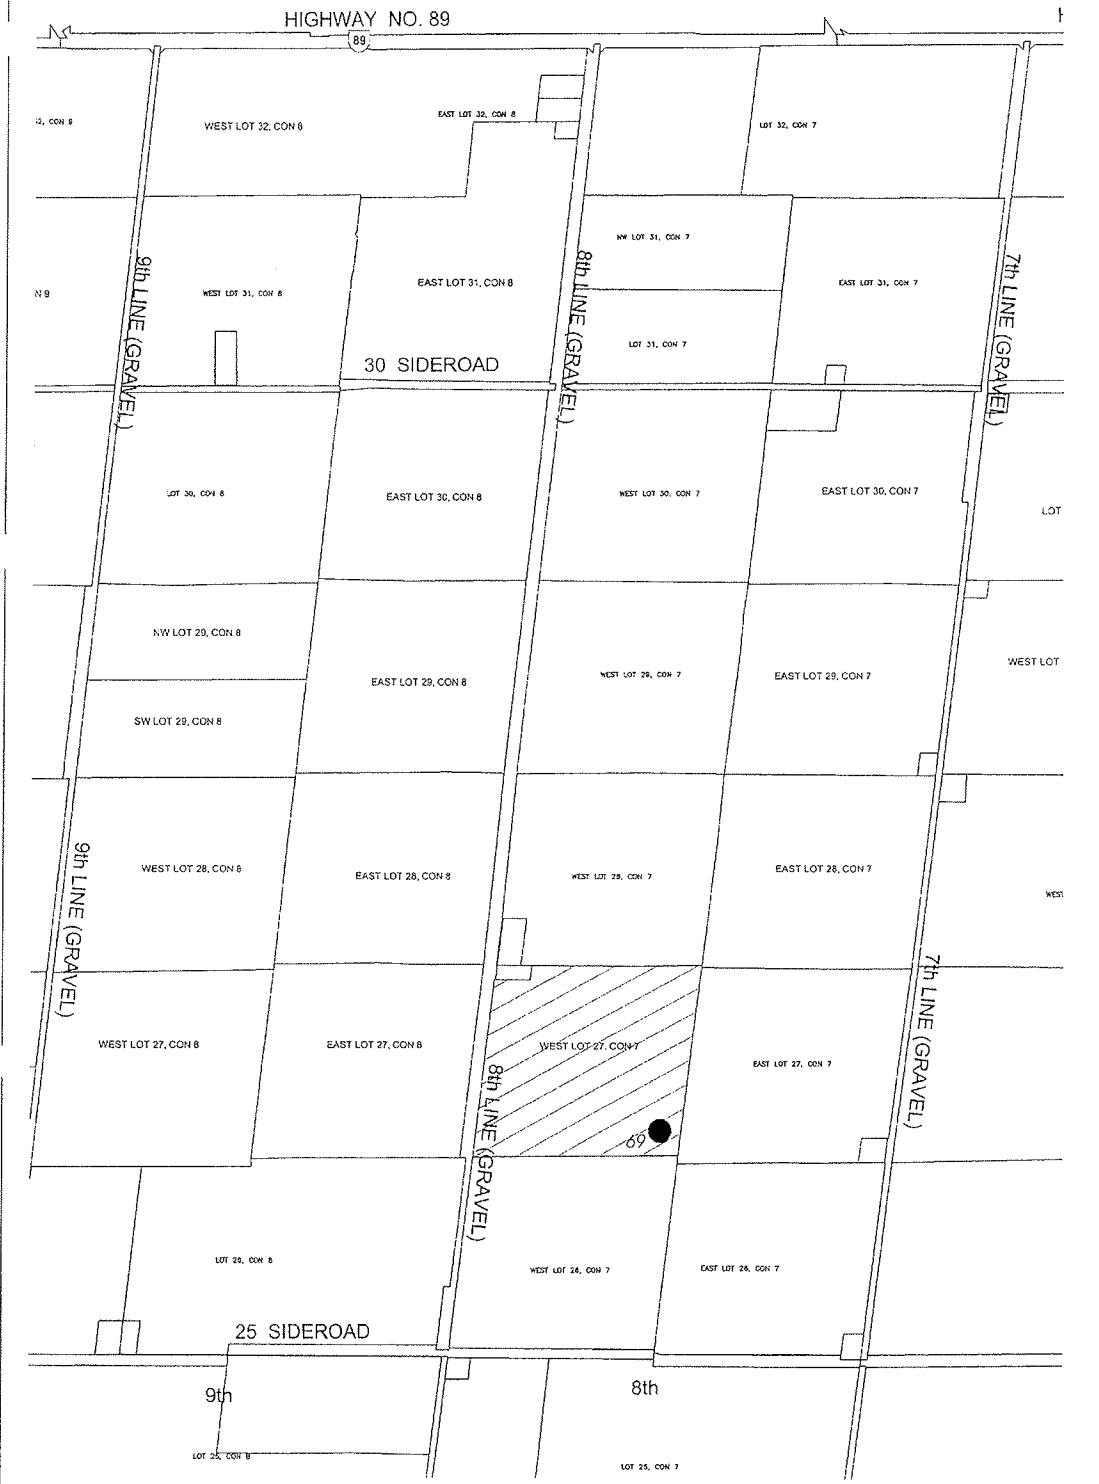 HIGHWAY NO. 89
89
WEST LOT 32, CON 8
EAST LOT 32, CON 8
LOT 32, CON 7
NW LOT 31, CON 7
9th LINE (GRAVEL)
WEST LOT 31, CON 8
EAST LOT 31, CON 8
8th LINE (GRAVEL)
EAST LOT 31, CON 7
7th LINE (GRAVEL)
N 9
LOT 31, CON 7
30 SIDEROAD
LOT 30, CON 8
EAST LOT 30, CON 8
WEST LOT 30, CON 7
EAST LOT 30, CON 7
LOT
NW LOT 29, CON 8
EAST LOT 29, CON 8
WEST LOT 29, CON 7
EAST LOT 29, CON 7
WEST LOT
SW LOT 29, CON 8
9th LINE (GRAVEL)
WEST LOT 28, CON 8
EAST LOT 28, CON 8
WEST LOT 28, CON 7
EAST LOT 28, CON 7
WEST
7th LINE (GRAVEL)
WEST LOT 27, CON 8
EAST LOT 27, CON 8
WEST LOT 27, CON 7
EAST LOT 27, CON 7
8th LINE (GRAVEL)
69
LOT 26, CON 8
WEST LOT 26, CON 7
EAST LOT 26, CON 7
25 SIDEROAD
9th
8th
LOT 25, CON 8
LOT 25, CON 7